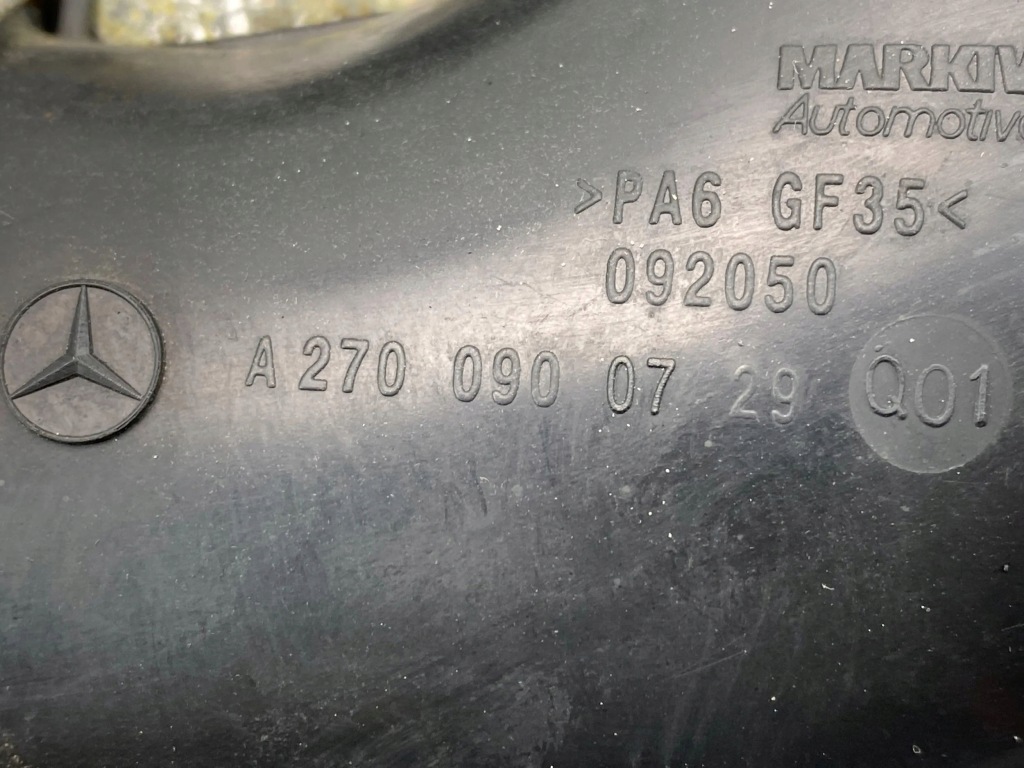 MARKIV
Automotive
>PA6 GF35<
092050
A 270 090 07 29 Q01